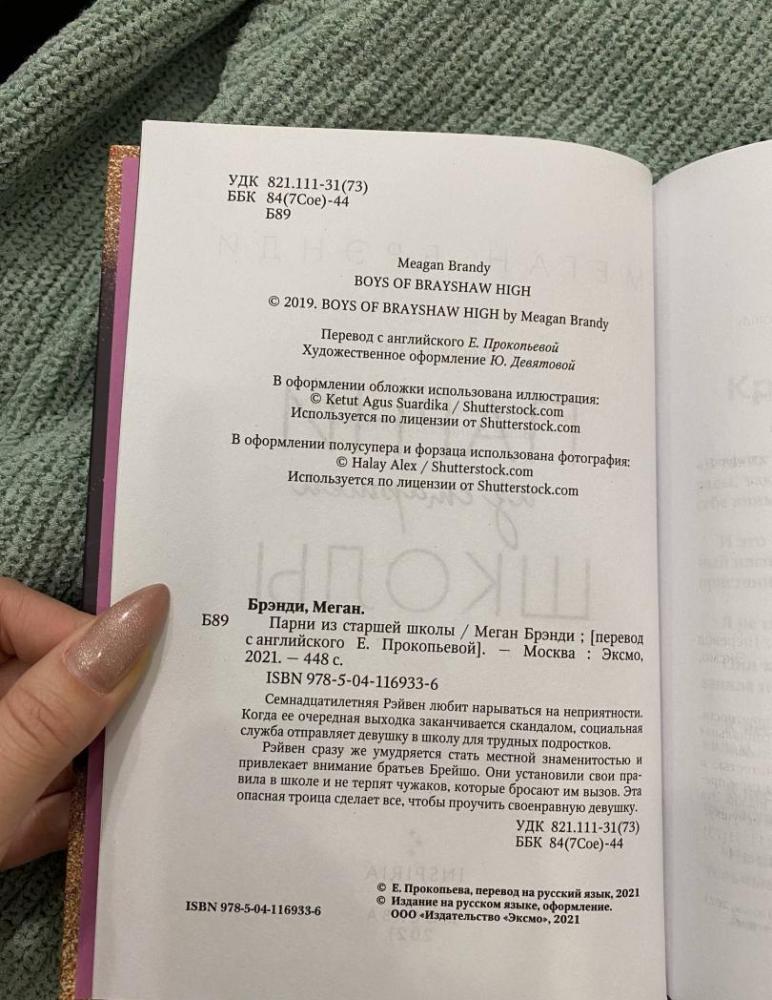 УДК 821.111-31(73)
ББК 84(7Сое)-44
Б89
Meagan Brandy
BOYS OF BRAYSHAW HIGH
© 2019. BOYS OF BRAYSHAW HIGH by Meagan Brandy
Перевод с английского Е. Прокопьевой
Художественное оформление Ю. Девятовой
В оформлении обложки использована иллюстрация:
© Ketut Agus Suardika / Shutterstock.com
Используется по лицензии от Shutterstock.com
В оформлении полусупера и форзаца использована фотография:
© Halay Alex / Shutterstock.com
Используется по лицензии от Shutterstock.com
Брэнди, Меган.
Б89 Парни из старшей школы / Меган Брэнди ; [перевод
с английского Е. Прокопьевой]. — Москва : Эксмо,
2021. — 448 с.
ISBN 978-5-04-116933-6
Семнадцатилетняя Рэйвен любит нарываться на неприятности.
Когда ее очередная выходка заканчивается скандалом, социальная
служба отправляет девушку в школу для трудных подростков.
Рэйвен сразу же умудряется стать местной знаменитостью и
привлекает внимание братьев Брейшо. Они установили свои пра-
вила в школе и не терпят чужаков, которые бросают им вызов. Эта
опасная троица сделает все, чтобы проучить своенравную девушку.
УДК 821.111-31(73)
ББК 84(7Сое)-44
© Е. Прокопьева, перевод на русский язык, 2021
© Издание на русском языке, оформление.
ООО «Издательство «Эксмо», 2021
ISBN 978-5-04-116933-6